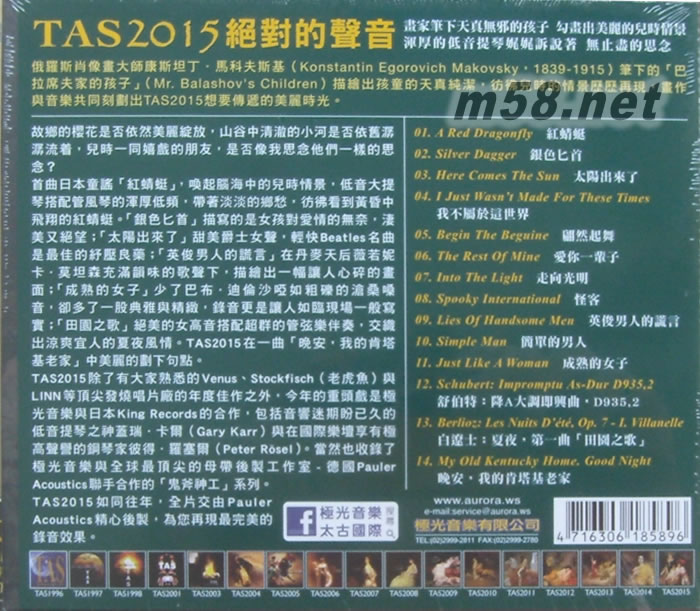 TAS2015絕對的聲音
畫家筆下天真無邪的孩子 勾畫出美麗的兒時情景
渾厚的低音提琴娓娓訴說著 無止盡的思念
俄羅斯肖像畫大師康斯坦丁・馬科夫斯基（Konstantin Egorovich Makovsky，1839-1915）筆下的「巴
拉席夫家的孩子」（Mr. Balashov's Children）描繪出孩童的天真純潔，彷彿兒時的情景歷歷再現，畫作
與音樂共同刻劃出TAS2015想要傳遞的美麗時光。
m58.net
故鄉的櫻花是否依然美麗綻放，山谷中清澈的小河是否依舊潺
潺流着，兒時一同嬉戲的朋友，是否像我思念他們一樣的思
念？
首曲日本童謠「紅蜻蜓」，喚起腦海中的兒時情景，低音大提
琴搭配管風琴的渾厚低頻，帶著淡淡的鄉愁，彷彿看到黃昏中
飛翔的紅蜻蜓。「銀色匕首」描寫的是女孩對愛情的無奈，淒
美又絕望；「太陽出來了」甜美爵士女聲，輕快Beatles名曲
是最佳的紓壓良藥；「英俊男人的謊言」在丹麥天后薇若妮
卡・莫坦森充滿韻味的歌聲下，描繪出一幅讓人心碎的畫
面；「成熟的女子」少了巴布・迪倫沙啞如粗礫的滄桑嗓
音，卻多了一股典雅與精緻，錄音更是讓人如臨現場一般寫
實；「田園之歌」絕美的女高音搭配超群的管弦樂伴奏，交織
出涼爽宜人的夏夜風情。TAS2015在一曲「晚安，我的肯塔
基老家」中美麗的劃下句點。
TAS2015除了有大家熟悉的Venus、Stockfisch（老虎魚）與
LINN等頂尖發燒唱片廠的年度佳作之外，今年的重頭戲是極
光音樂與日本King Records的合作，包括音響迷期盼已久的
低音提琴之神蓋瑞・卡爾（Gary Karr）與在國際樂壇享有極
高聲譽的鋼琴家彼得・羅塞爾（Peter Rösel）。當然也收錄了
極光音樂與全球最頂尖的母帶後製工作室 - 德國Pauler
Acoustics聯手合作的「鬼斧神工」系列。
TAS2015如同往年，全片交由Pauler
Acoustics精心後製，為您再現最完美的
錄音效果。
01. A Red Dragonfly 紅蜻蜓
02. Silver Dagger 銀色匕首
03. Here Comes The Sun 太陽出來了
04. I Just Wasn't Made For These Times
我不屬於這世界
05. Begin The Beguine 翩然起舞
06. The Rest Of Mine 愛你一輩子
07. Into The Light 走向光明
08. Spooky International 怪客
09. Lies Of Handsome Men 英俊男人的謊言
10. Simple Man 簡單的男人
11. Just Like A Woman 成熟的女子
12. Schubert: Impromptu As-Dur D935,2
舒伯特：降A大調即興曲，D935,2
13. Berlioz: Les Nuits D'été, Op. 7 - I. Villanelle
白遼士：夏夜，第一曲「田園之歌」
14. My Old Kentucky Home, Good Night
晚安，我的肯塔基老家
f 極光音樂 太古國際 搜尋
www.aurora.ws
e-mail:service@aurora.ws
極光音樂有限公司
TEL:(02)2999-2811 FAX:(02)2999-2780
4 716306 185896
TAS1996 TAS1997 TAS1998 TAS2001 TAS2003 TAS2004 TAS2005 TAS2006 TAS2007 TAS2008 TAS2009 TAS2010 TAS2011 TAS2012 TAS2013 TAS2014 TAS2015